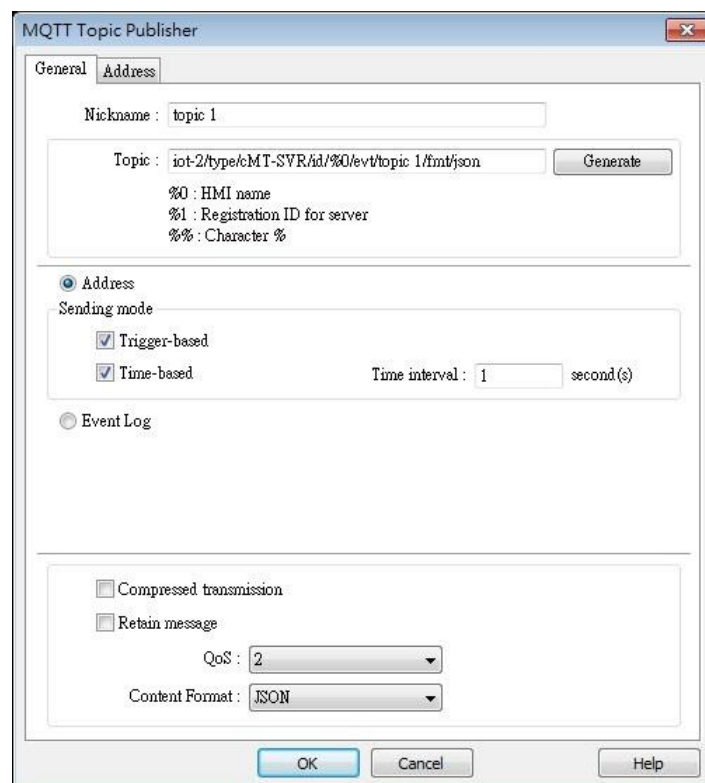 MQTT Topic Publisher
General Address
Nickname : topic 1
Topic : iot-2/type/cMT-SVR/id/%0/evt/topic 1/fmt/json Generate
%0 : HMI name
%1 : Registration ID for server
%% : Character %
Address
Sending mode
Trigger-based
Time-based Time interval : 1 second(s)
Event Log
Compressed transmission
Retain message
QoS : 2
Content Format : JSON
OK Cancel Help